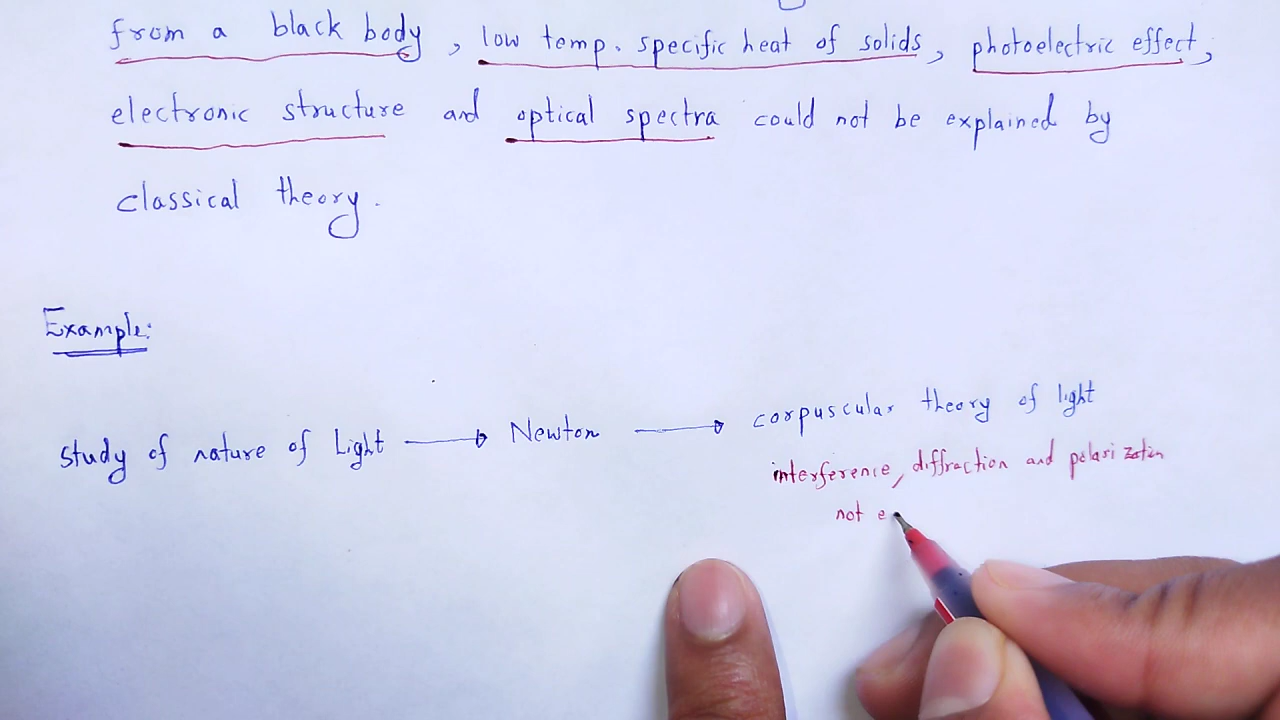 from a black body, low temp. specific heat of solids, photoelectric effect,
electronic structure and optical spectra could not be explained by
classical theory.
Example:
study of nature of Light → Newton → corpuscular theory of light
interference, diffraction and polarization
not e